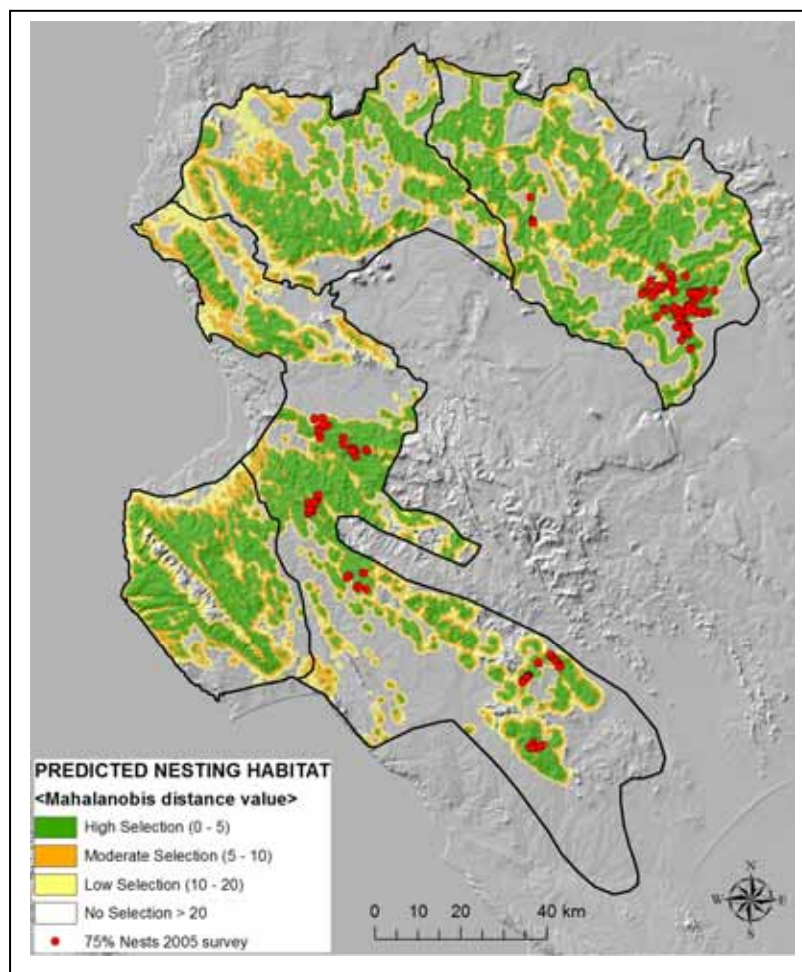 PREDICTED NESTING HABITAT
<Mahalanobis distance value>
High Selection (0 - 5)
Moderate Selection (5 - 10)
Low Selection (10 - 20)
No Selection > 20
75% Nests 2005 survey
0 10 20 40 km
N
W E
S